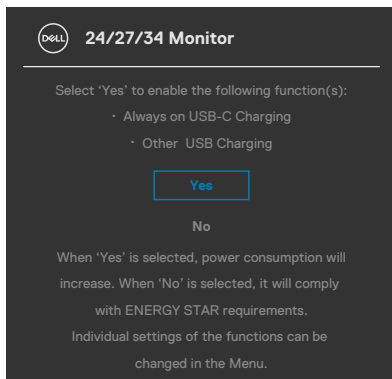 DELL 24/27/34 Monitor
Select ‘Yes’ to enable the following function(s):
· Always on USB-C Charging
· Other USB Charging
Yes
No
When ‘Yes’ is selected, power consumption will
increase. When ‘No’ is selected, it will comply
with ENERGY STAR requirements.
Individual settings of the functions can be
changed in the Menu.